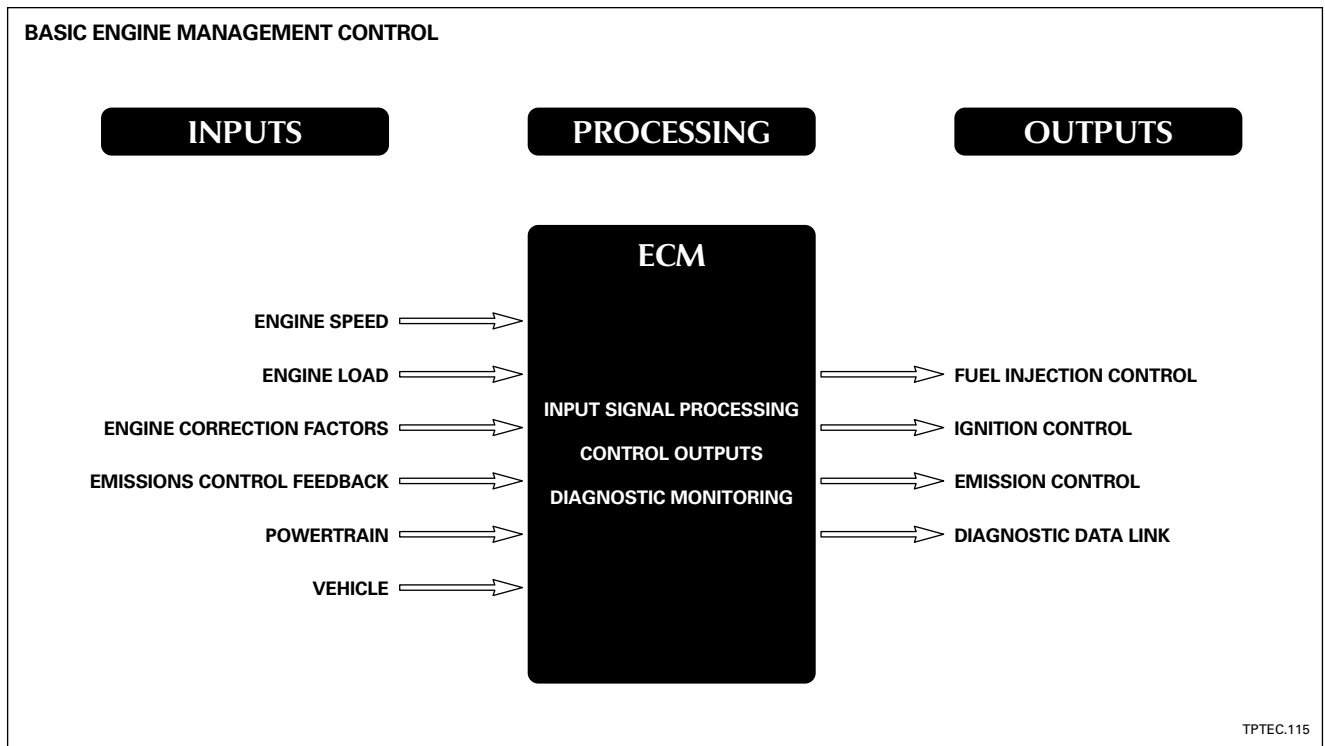 BASIC ENGINE MANAGEMENT CONTROL
INPUTS
PROCESSING
OUTPUTS
ECM
ENGINE SPEED
ENGINE LOAD
ENGINE CORRECTION FACTORS
EMISSIONS CONTROL FEEDBACK
POWERTRAIN
VEHICLE
INPUT SIGNAL PROCESSING
CONTROL OUTPUTS
DIAGNOSTIC MONITORING
FUEL INJECTION CONTROL
IGNITION CONTROL
EMISSION CONTROL
DIAGNOSTIC DATA LINK
TPTEC.115